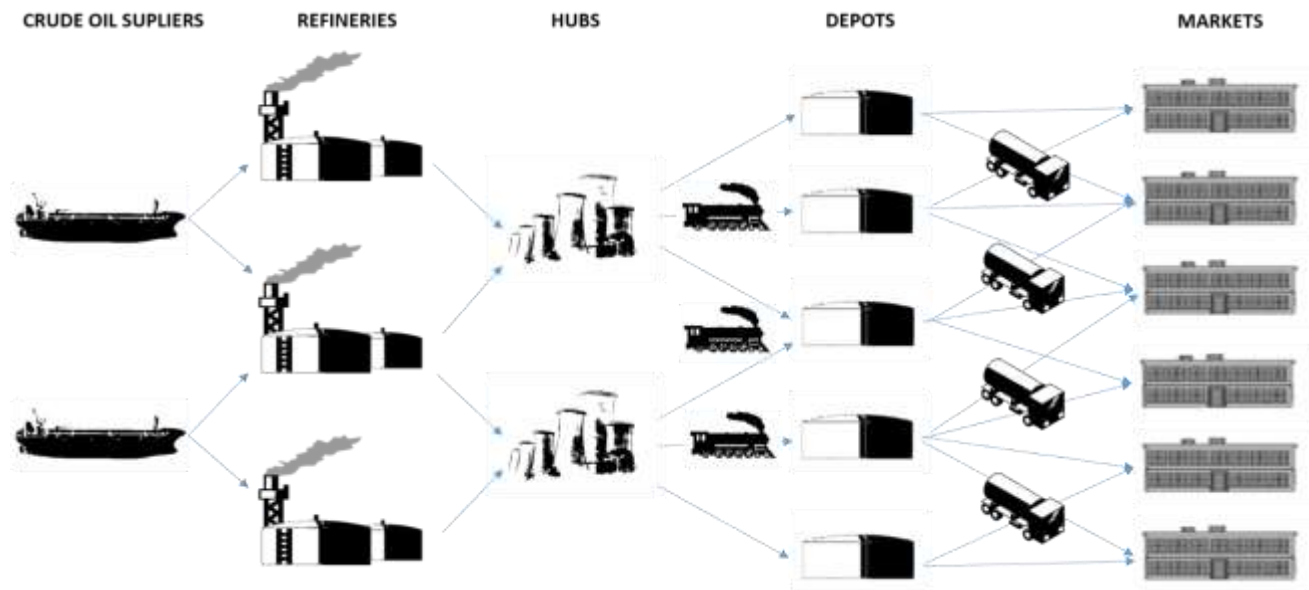 CRUDE OIL SUPLIERS
REFINERIES
HUBS
DEPOTS
MARKETS